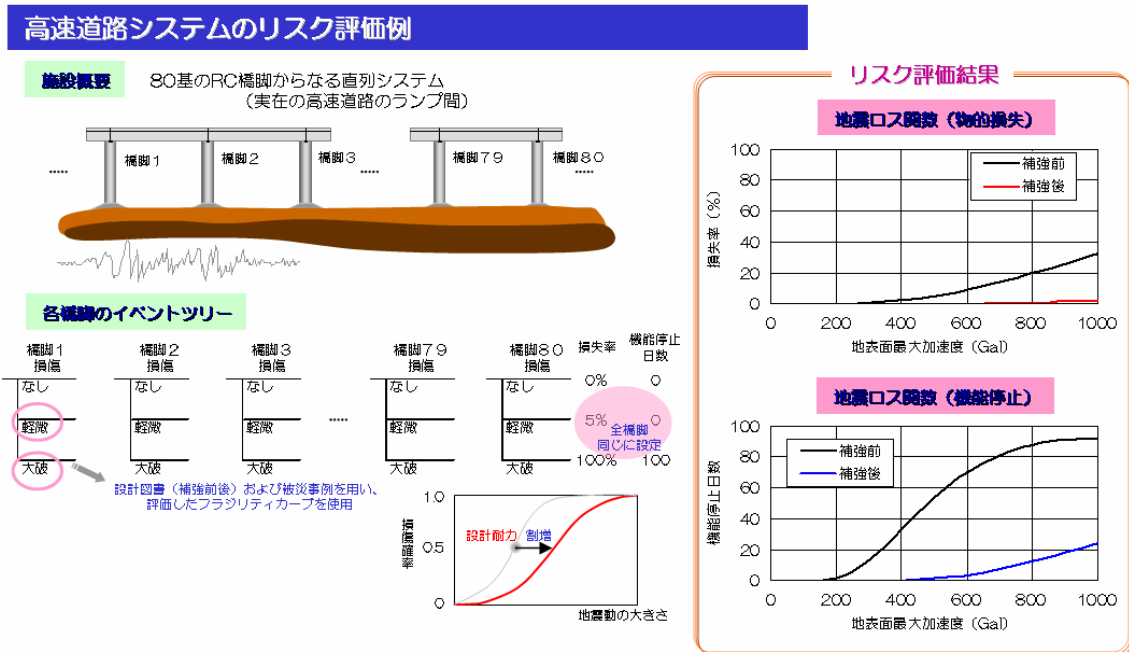 高速道路システムのリスク評価例
施設概要
80基のRC橋脚からなる直列システム
（実在の高速道路のランプ間）
橋脚1
橋脚2
橋脚3
橋脚79
橋脚80
.....
.....
.....
各橋脚のイベントツリー
橋脚1
損傷
橋脚2
損傷
橋脚3
損傷
橋脚79
損傷
橋脚80
損傷
損失率
機能停止
日数
なし
なし
なし
なし
なし
0%
0
軽微
軽微
軽微
.....
軽微
軽微
5%
0
全橋脚
同じに設定
大破
大破
大破
大破
大破
100%
100
設計図書（補強前後）および被災事例を用い、
評価したフラジリティカーブを使用
損傷確率
1.0
0.5
0
設計耐力
割増
地震動の大きさ
リスク評価結果
地震ロス関数（物的損失）
損失率（%）
100
80
60
40
20
0
補強前
補強後
0 200 400 600 800 1000
地表面最大加速度（Gal）
地震ロス関数（機能停止）
機能停止日数
100
80
60
40
20
0
補強前
補強後
0 200 400 600 800 1000
地表面最大加速度（Gal）